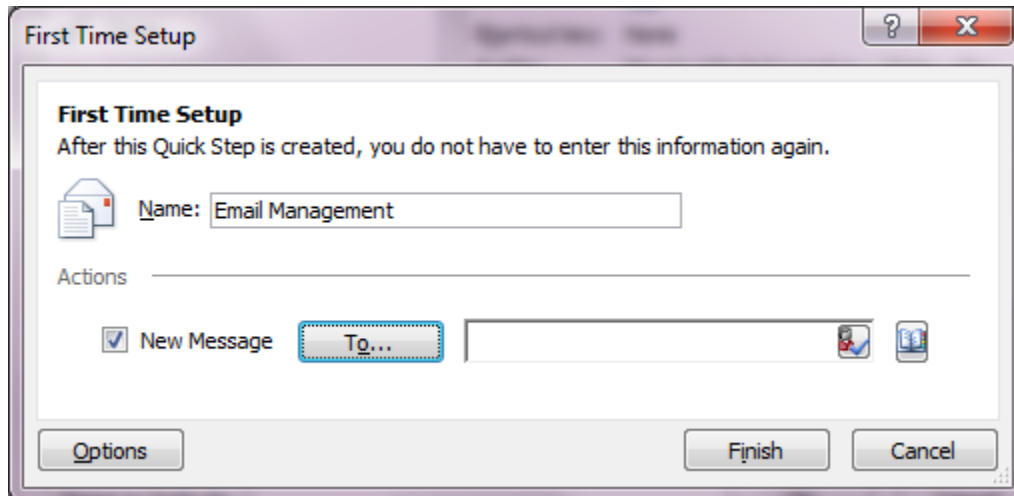 First Time Setup
First Time Setup
After this Quick Step is created, you do not have to enter this information again.
Name: Email Management
Actions
New Message To...
Options Finish Cancel